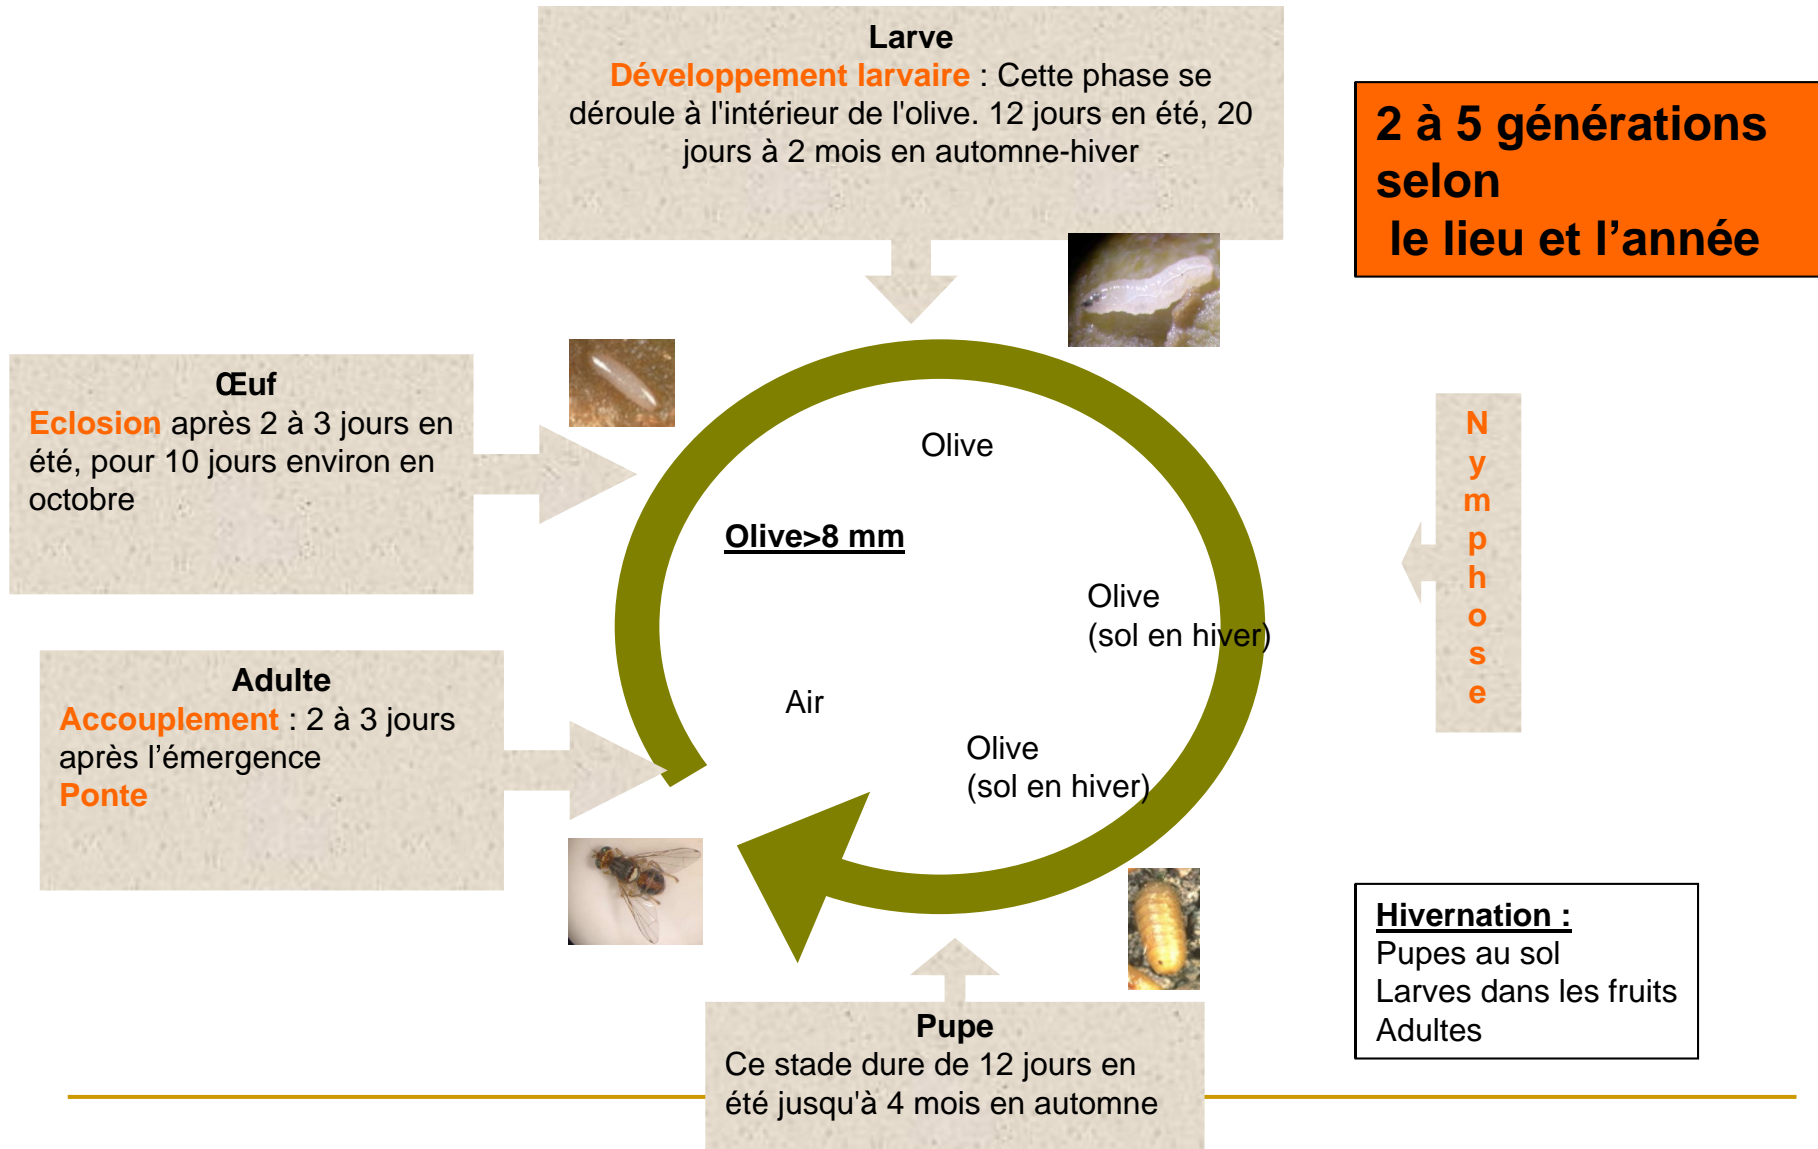 Larve
Développement larvaire : Cette phase se
déroule à l'intérieur de l'olive. 12 jours en été, 20
jours à 2 mois en automne-hiver
2 à 5 générations
selon
le lieu et l’année
Œuf
Eclosion après 2 à 3 jours en
été, pour 10 jours environ en
octobre
Olive
Olive>8 mm
Olive
(sol en hiver)
N
y
m
p
h
o
s
e
Adulte
Accouplement : 2 à 3 jours
après l’émergence
Ponte
Air
Olive
(sol en hiver)
Hivernation :
Pupes au sol
Larves dans les fruits
Adultes
Pupe
Ce stade dure de 12 jours en
été jusqu'à 4 mois en automne